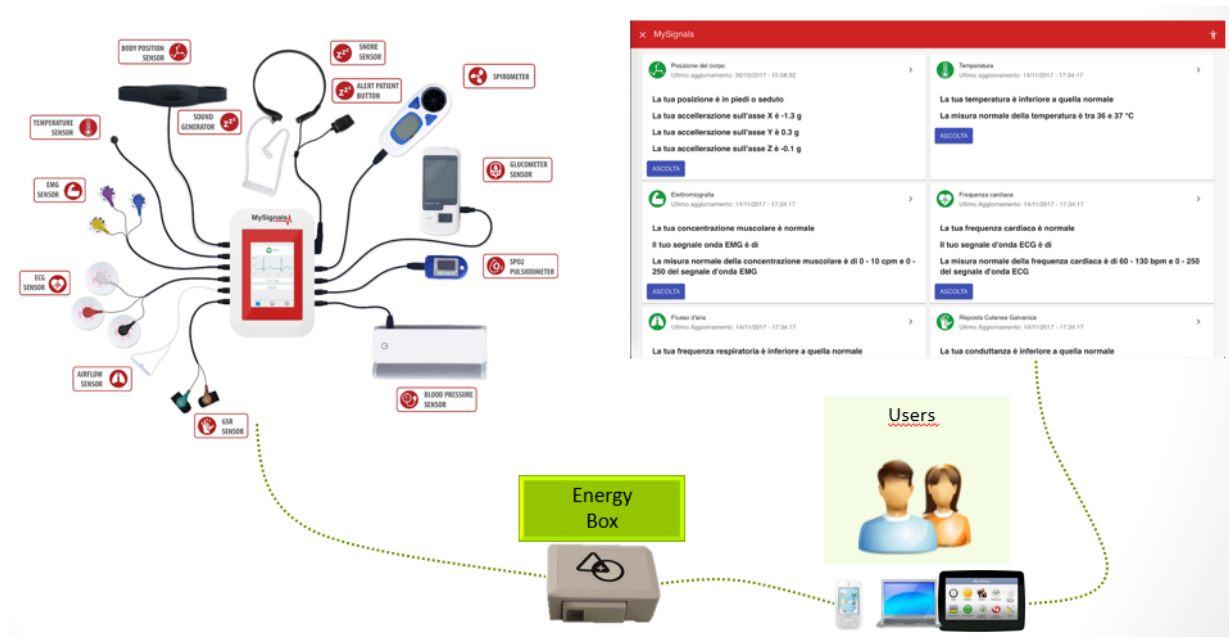 BODY POSITION
SENSOR
SNORE
SENSOR
ALERT PATIENT
BUTTON
SPIROMETER
SOUND
GENERATOR
TEMPERATURE
SENSOR
GLUCOMETER
SENSOR
EMG
SENSOR
MySignals
SPO2
PULSIOXIMETER
ECG
SENSOR
AIRFLOW
SENSOR
BLOOD PRESSURE
SENSOR
GSR
SENSOR
MySignals
Posizione del corpo
Ultimo aggiornamento: 26/10/2017 - 15:58:32
La tua posizione è in piedi o seduto
La tua accellerazione sull'asse X è -1.3 g
La tua accellerazione sull'asse Y è 0.3 g
La tua accellerazione sull'asse Z è -0.1 g
ASCOLTA
Temperatura
Ultimo aggiornamento: 14/11/2017 - 17:34:17
La tua temperatura è inferiore a quella normale
La misura normale della temperatura è tra 36 e 37 °C
ASCOLTA
Elettromiografia
Ultimo aggiornamento: 14/11/2017 - 17:34:17
La tua concentrazione muscolare è normale
Il tuo segnale onda EMG è di
La misura normale della concentrazione muscolare è di 0 - 10 cpm e 0 -
250 del segnale d'onda EMG
ASCOLTA
Frequenza cardiaca
Ultimo aggiornamento: 14/11/2017 - 17:34:17
La tua frequenza cardiaca è normale
Il tuo segnale d'onda ECG è di
La misura normale della frequenza cardiaca è di 60 - 130 bpm e 0 - 250
del segnale d'onda ECG
ASCOLTA
Flusso d'aria
Ultimo Aggiornamento: 14/11/2017 - 17:34:17
La tua frequenza respiratoria è inferiore a quella normale
Risposta Cutanea Galvanica
Ultimo Aggiornamento: 14/11/2017 - 17:34:17
La tua conduttanza è inferiore a quella normale
Users
Energy
Box